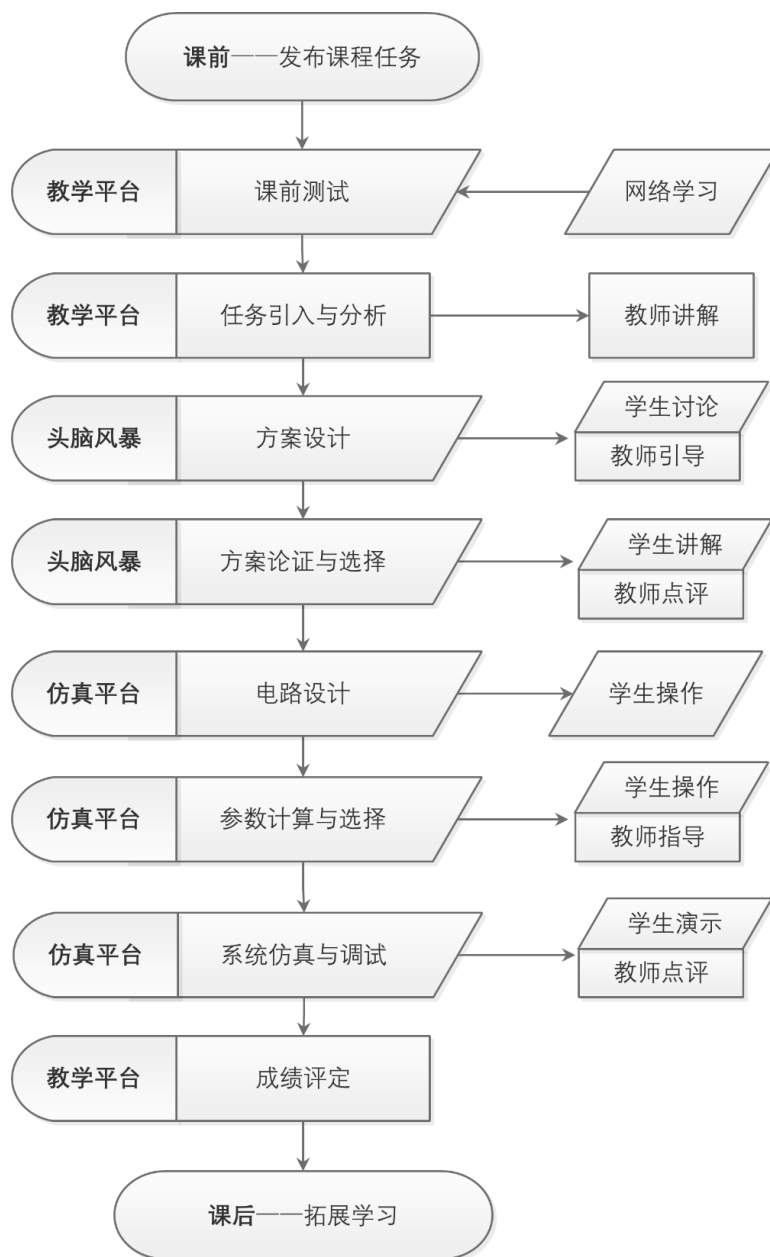 课前——发布课程任务
教学平台 课前测试 网络学习
教学平台 任务引入与分析 教师讲解
头脑风暴 方案设计 学生讨论
教师引导
头脑风暴 方案论证与选择 学生讲解
教师点评
仿真平台 电路设计 学生操作
仿真平台 参数计算与选择 学生操作
教师指导
仿真平台 系统仿真与调试 学生演示
教师点评
教学平台 成绩评定
课后——拓展学习